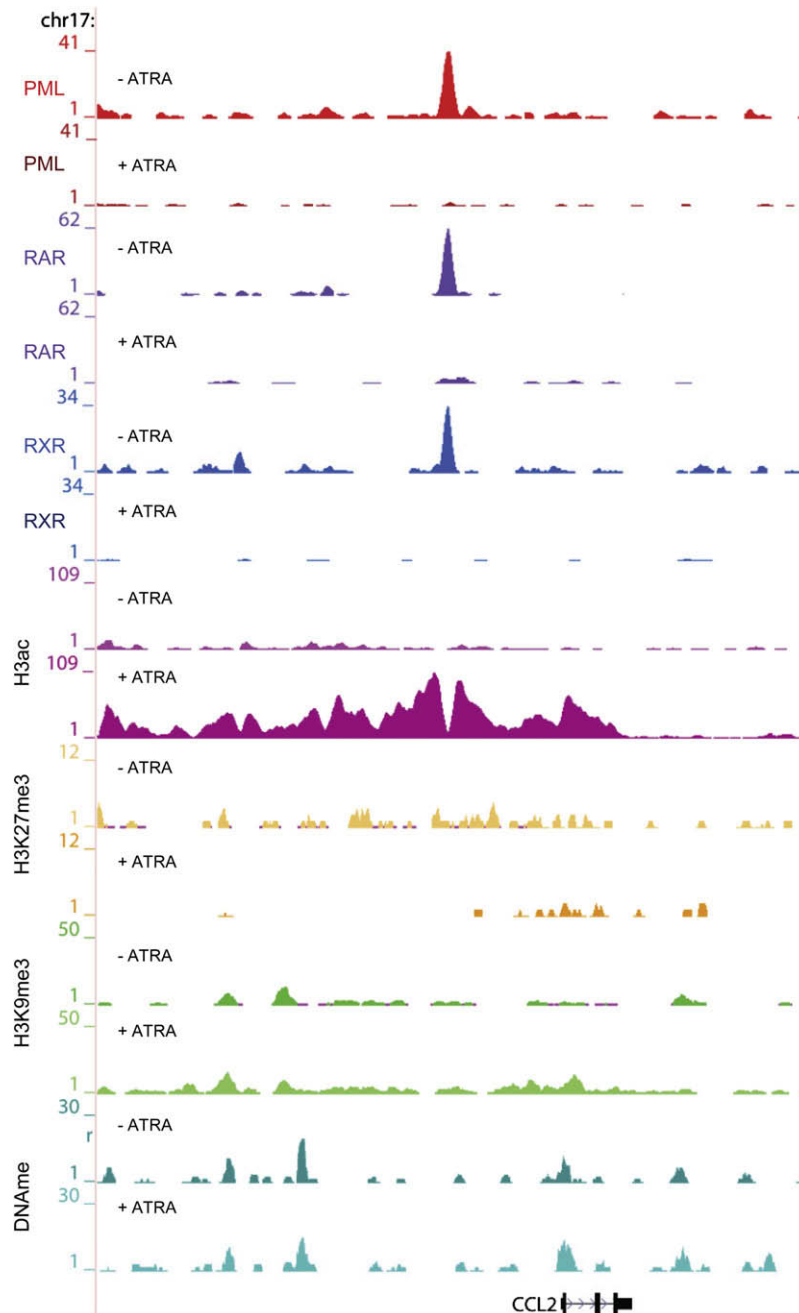 chr17:
41
- ATRA
PML
1
41
PML
+ ATRA
1
62
- ATRA
RAR
1
62
+ ATRA
RAR
1
34
- ATRA
RXR
1
34
+ ATRA
RXR
1
109
- ATRA
1
H3ac
109
+ ATRA
1
12
- ATRA
1
H3K27me3
12
+ ATRA
1
50
- ATRA
1
H3K9me3
50
+ ATRA
1
30
- ATRA
r
1
DNAme
30
+ ATRA
1
CCL2